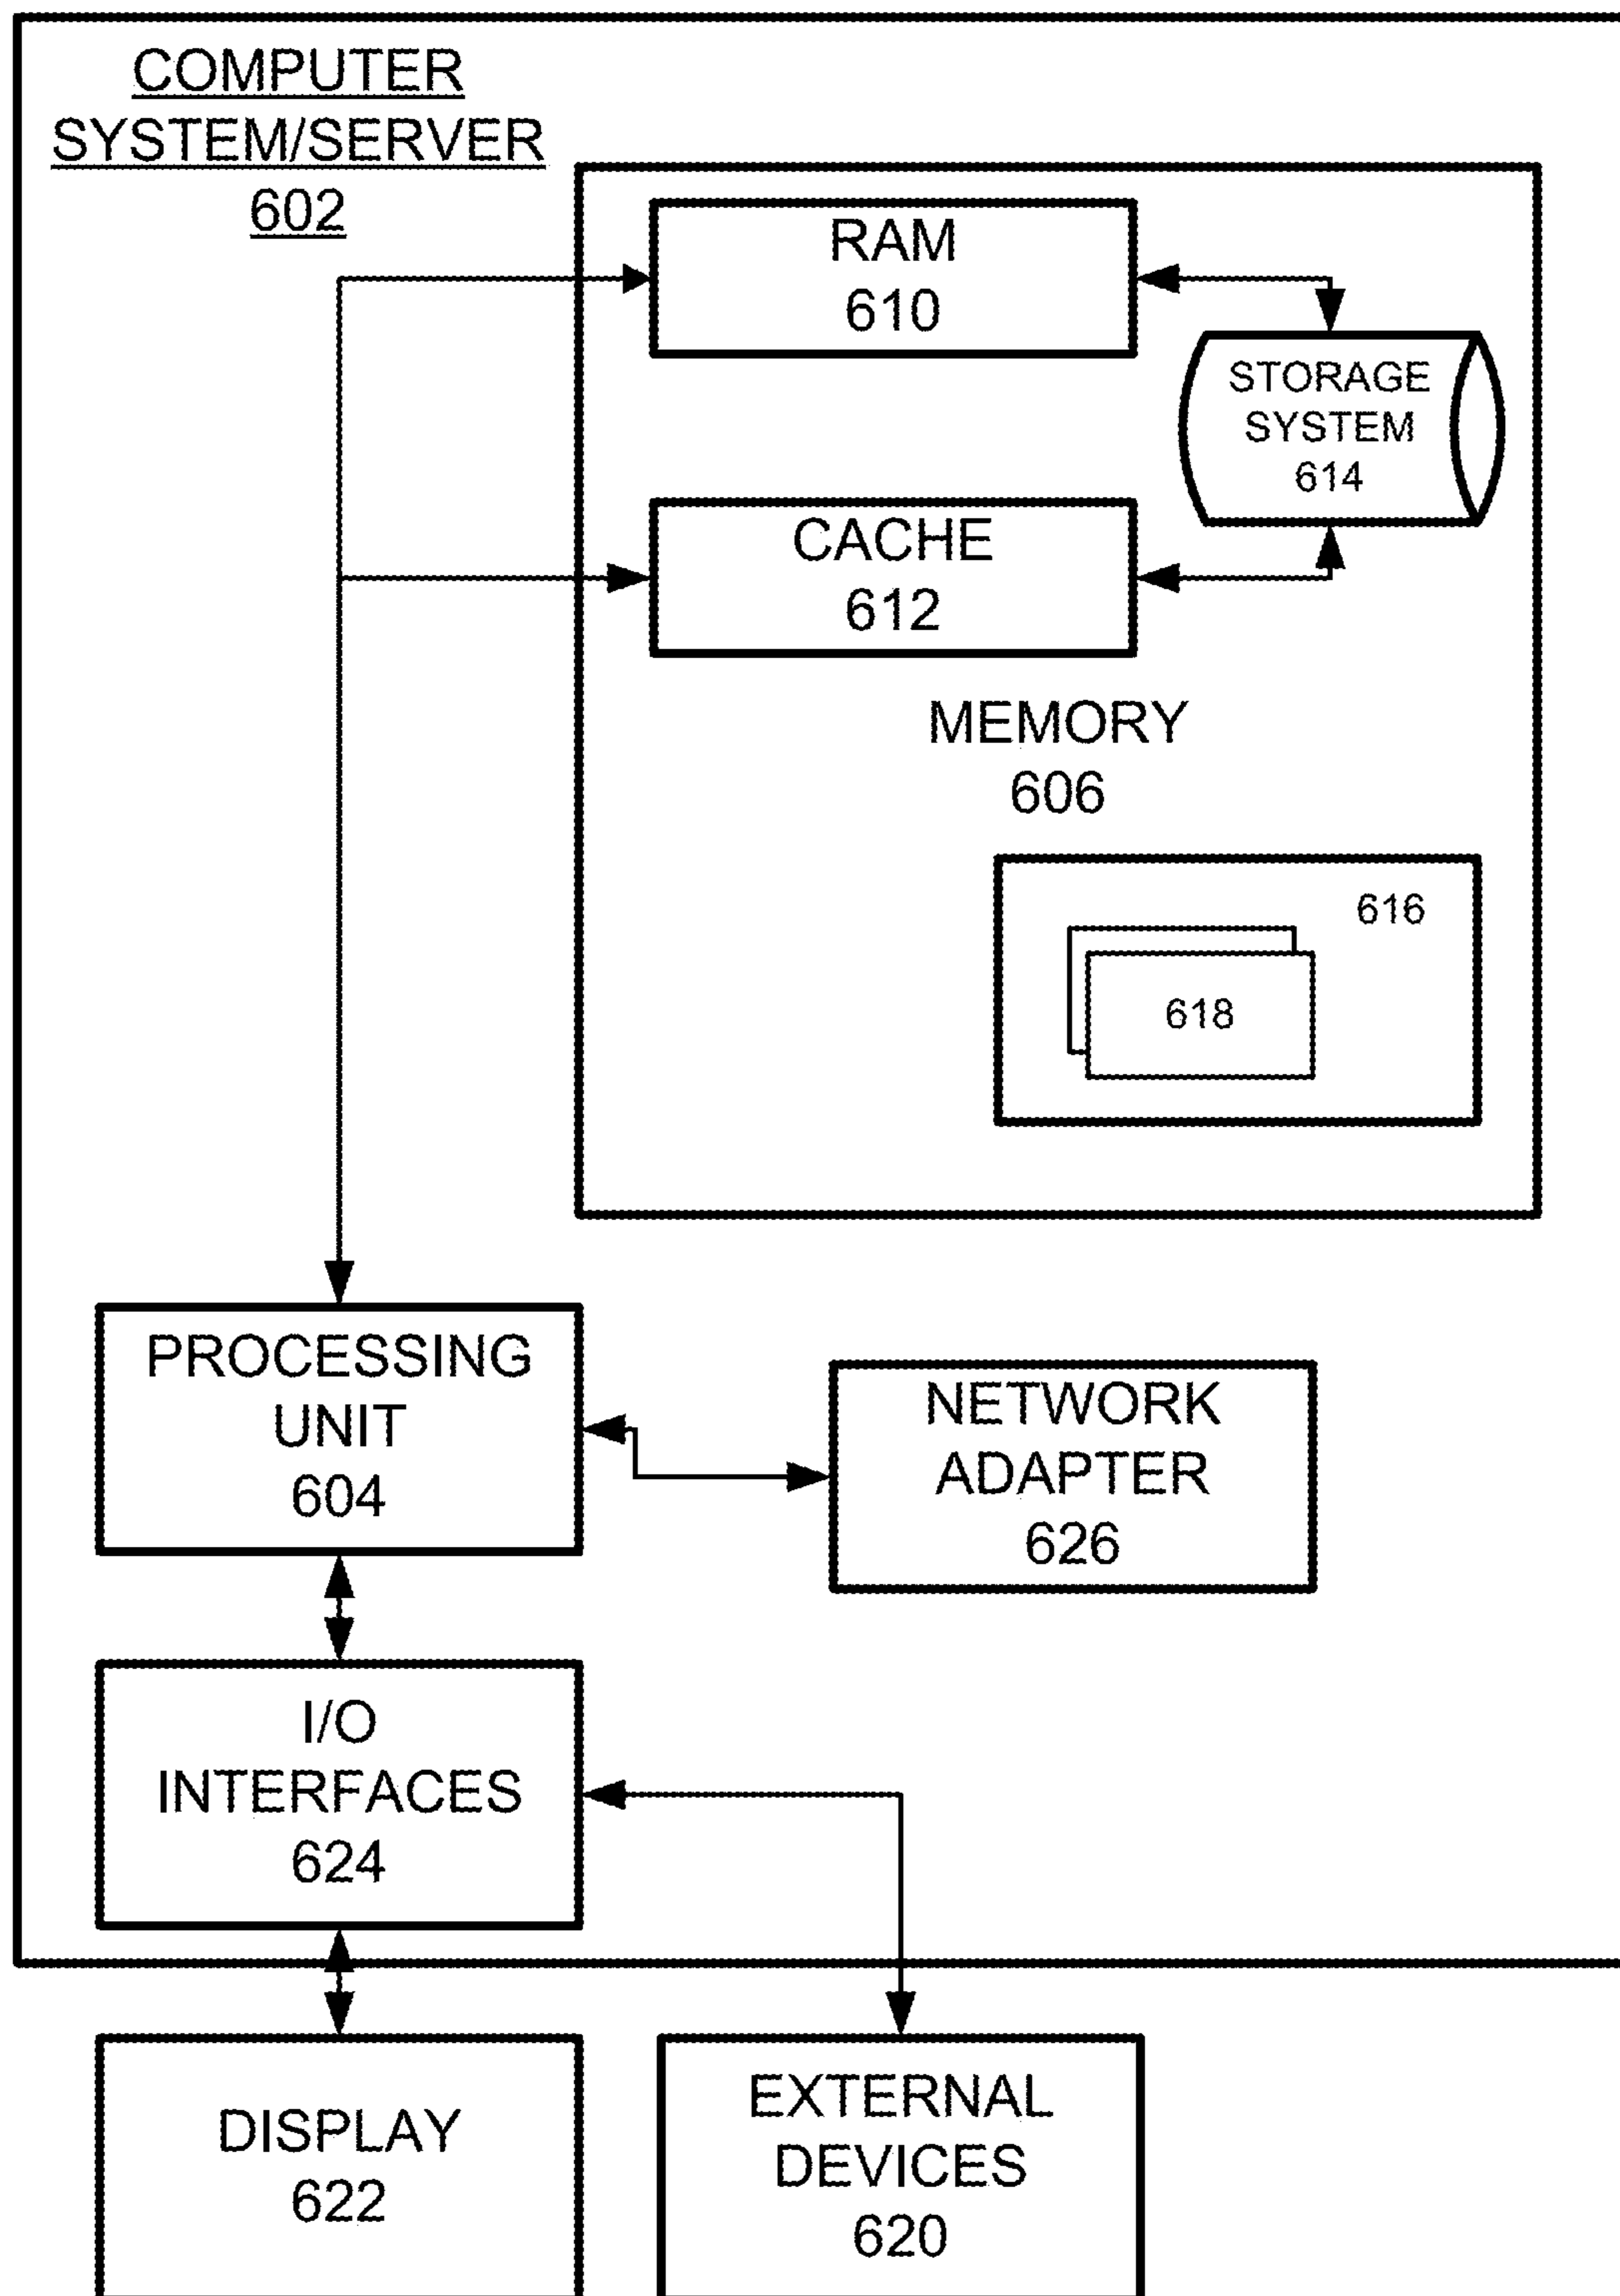 COMPUTER
SYSTEM/SERVER
602
RAM
610
STORAGE
SYSTEM
614
CACHE
612
MEMORY
606
616
618
PROCESSING
UNIT
604
NETWORK
ADAPTER
626
I/O
INTERFACES
624
DISPLAY
622
EXTERNAL
DEVICES
620